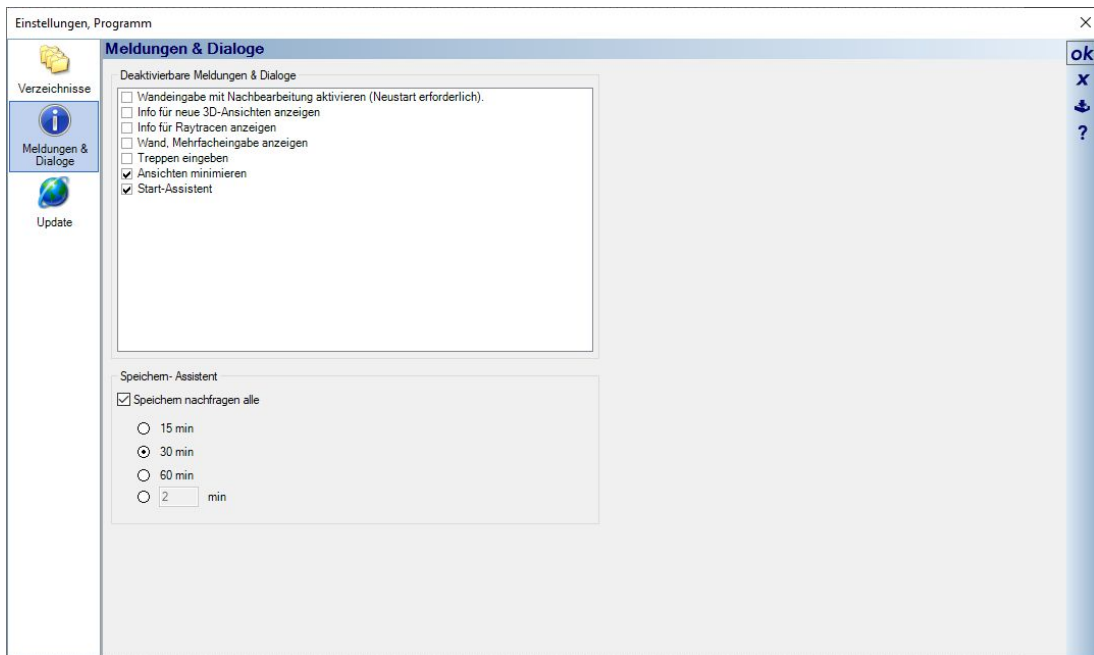 Einstellungen, Programm
Verzeichnisse
Meldungen &
Dialoge
Update
Meldungen & Dialoge
Deaktivierbare Meldungen & Dialoge
Wandeingabe mit Nachbearbeitung aktivieren (Neustart erforderlich).
Info für neue 3D-Ansichten anzeigen
Info für Raytracen anzeigen
Wand, Mehrfacheingabe anzeigen
Treppen eingeben
Ansichten minimieren
Start-Assistent
Speichern- Assistent
Speichern nachfragen alle
15 min
30 min
60 min
2 min
ok
x
?